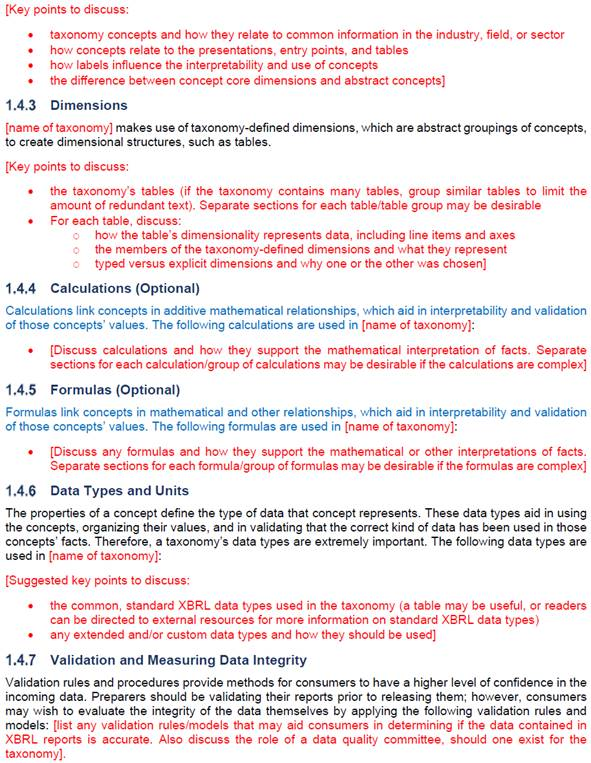 [Key points to discuss:
• taxonomy concepts and how they relate to common information in the industry, field, or sector
• how concepts relate to the presentations, entry points, and tables
• how labels influence the interpretability and use of concepts
• the difference between concept core dimensions and abstract concepts]
1.4.3 Dimensions
[name of taxonomy] makes use of taxonomy-defined dimensions, which are abstract groupings of concepts,
to create dimensional structures, such as tables.
[Key points to discuss:
• the taxonomy's tables (if the taxonomy contains many tables, group similar tables to limit the
amount of redundant text). Separate sections for each table/table group may be desirable
• For each table, discuss:
○ how the table's dimensionality represents data, including line items and axes
○ the members of the taxonomy-defined dimensions and what they represent
○ typed versus explicit dimensions and why one or the other was chosen]
1.4.4 Calculations (Optional)
Calculations link concepts in additive mathematical relationships, which aid in interpretability and validation
of those concepts' values. The following calculations are used in [name of taxonomy]:
• [Discuss calculations and how they support the mathematical interpretation of facts. Separate
sections for each calculation/group of calculations may be desirable if the calculations are complex]
1.4.5 Formulas (Optional)
Formulas link concepts in mathematical and other relationships, which aid in interpretability and validation
of those concepts' values. The following formulas are used in [name of taxonomy]:
• [Discuss any formulas and how they support the mathematical or other interpretations of facts.
Separate sections for each formula/group of formulas may be desirable if the formulas are complex]
1.4.6 Data Types and Units
The properties of a concept define the type of data that concept represents. These data types aid in using
the concepts, organizing their values, and in validating that the correct kind of data has been used in those
concepts' facts. Therefore, a taxonomy's data types are extremely important. The following data types are
used in [name of taxonomy]:
[Suggested key points to discuss:
• the common, standard XBRL data types used in the taxonomy (a table may be useful, or readers
can be directed to external resources for more information on standard XBRL data types)
• any extended and/or custom data types and how they should be used]
1.4.7 Validation and Measuring Data Integrity
Validation rules and procedures provide methods for consumers to have a higher level of confidence in the
incoming data. Preparers should be validating their reports prior to releasing them; however, consumers
may wish to evaluate the integrity of the data themselves by applying the following validation rules and
models: [list any validation rules/models that may aid consumers in determining if the data contained in
XBRL reports is accurate. Also discuss the role of a data quality committee, should one exist for the
taxonomy].